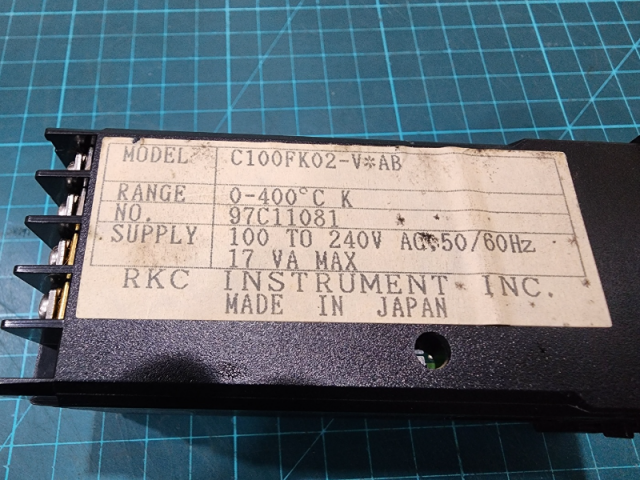 MODEL C100FK02-V*AB
RANGE 0-400°C K
NO. 97C11081
SUPPLY 100 TO 240V AC 50/60Hz
17 VA MAX
RKC INSTRUMENT INC.
MADE IN JAPAN